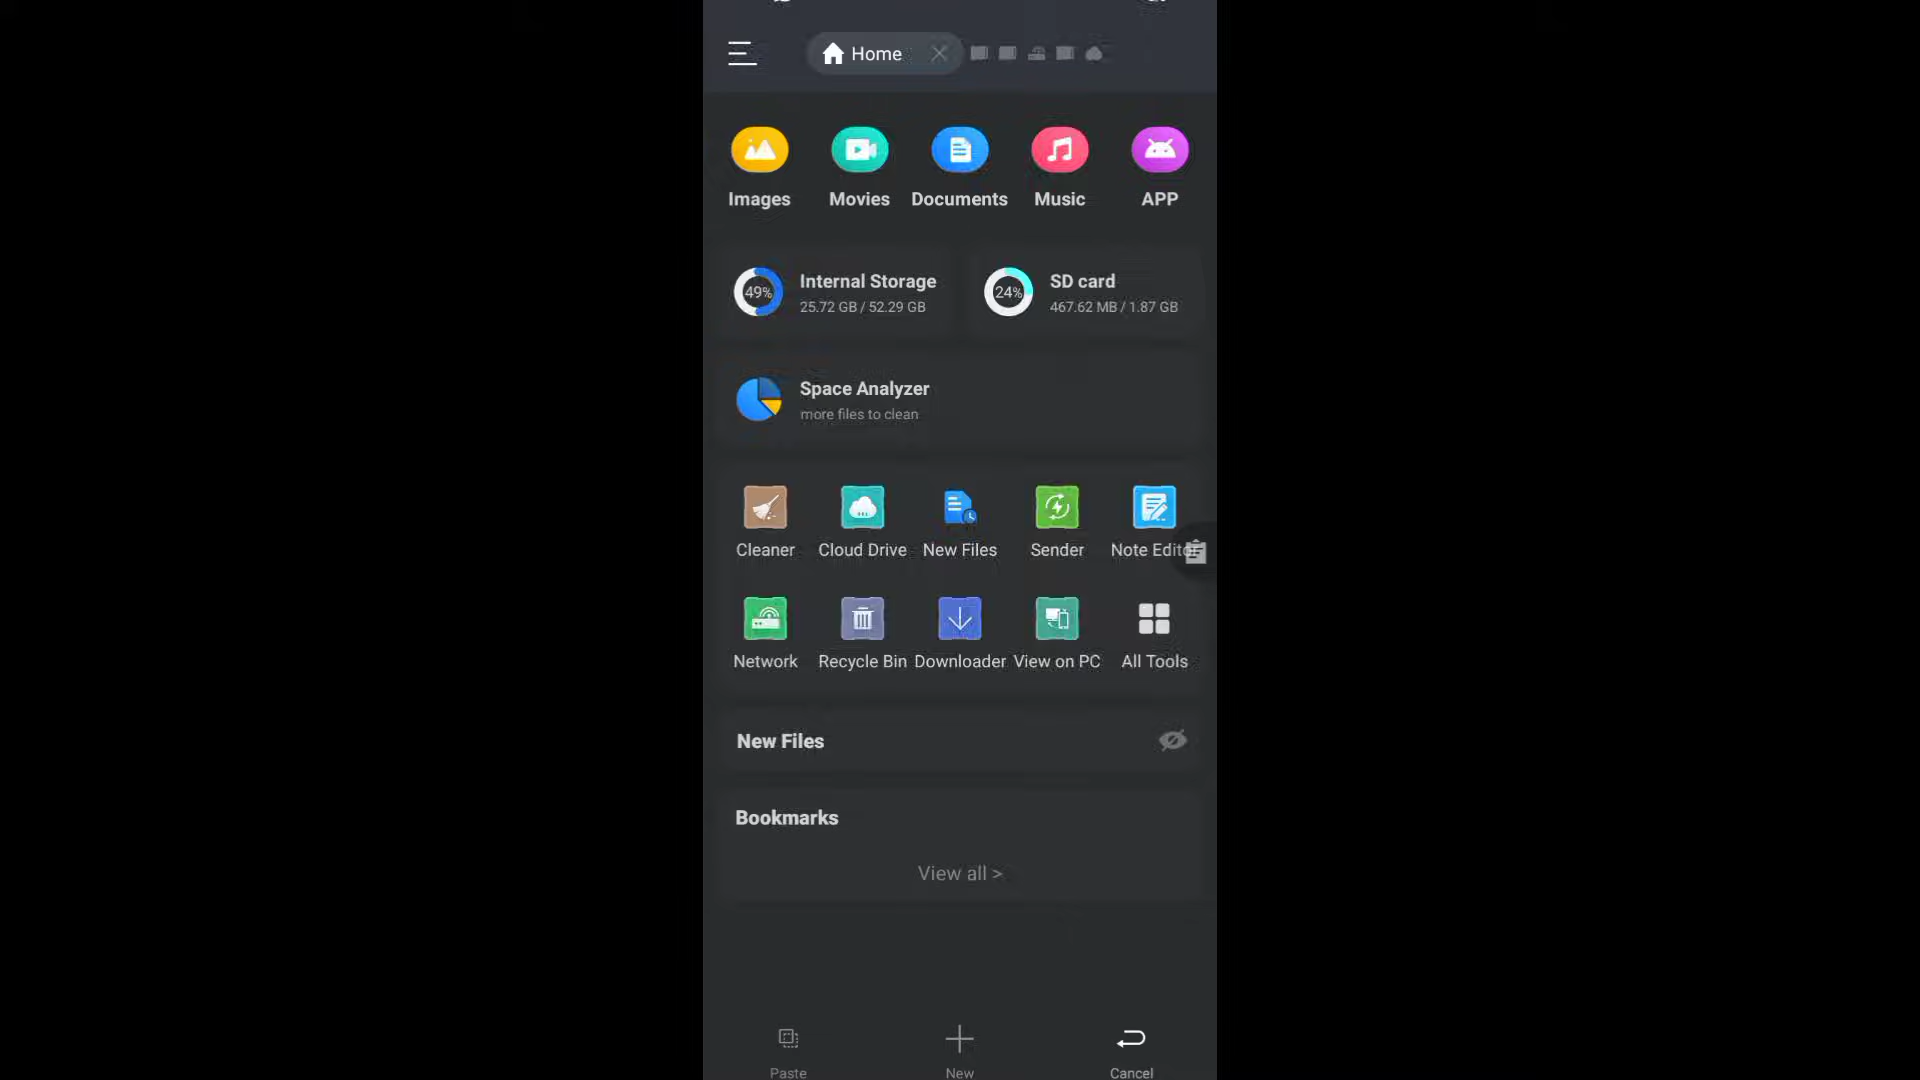 Home
Images Movies Documents Music APP
49% Internal Storage
25.72 GB / 52.29 GB
24% SD card
467.62 MB / 1.87 GB
Space Analyzer
more files to clean
Cleaner Cloud Drive New Files Sender Note Editor
Network Recycle Bin Downloader View on PC All Tools
New Files
Bookmarks
View all >
Paste New Cancel